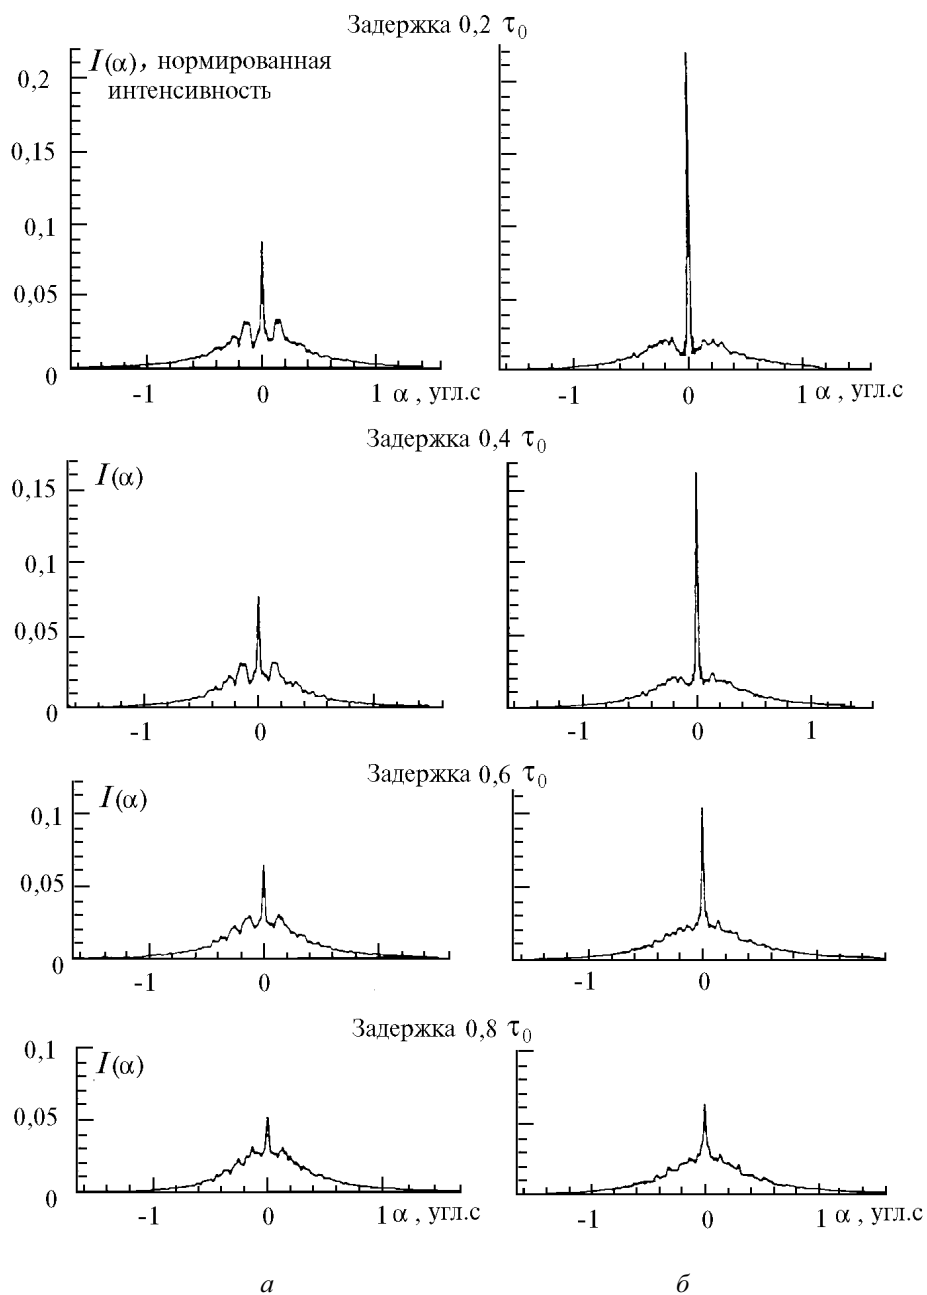 Задержка 0,2 τ₀
I(α), нормированная
интенсивность
0,2
0,15
0,1
0,05
0
-1 0 1 α , угл.с
-1 0 1 α , угл.с
Задержка 0,4 τ₀
I(α)
0,15
0,1
0,05
0
-1 0
-1 0 1
Задержка 0,6 τ₀
I(α)
0,1
0,05
0
-1 0
-1 0
Задержка 0,8 τ₀
I(α)
0,1
0,05
0
-1 0 1 α , угл.с
-1 0 1 α , угл.с
а б